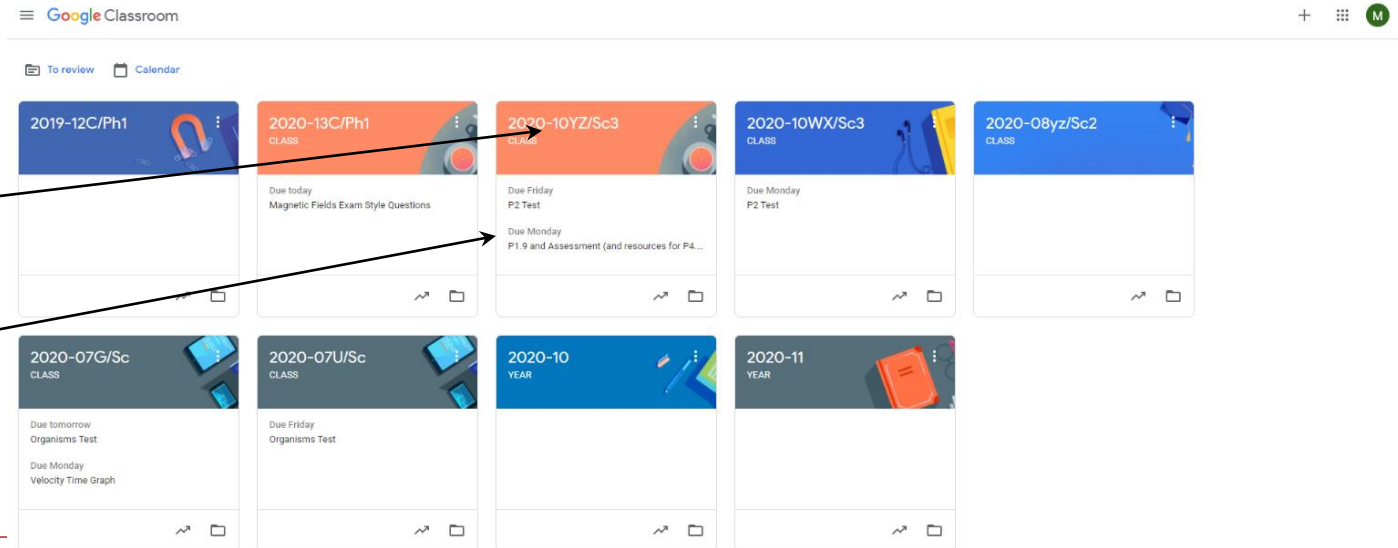 Google Classroom
M
To review
Calendar
2019-12C/Ph1
2020-13C/Ph1
CLASS
Due today
Magnetic Fields Exam Style Questions
2020-10YZ/Sc3
CLASS
Due Friday
P2 Test
Due Monday
P1.9 and Assessment (and resources for P4...
2020-10WX/Sc3
CLASS
Due Monday
P2 Test
2020-08yz/Sc2
CLASS
2020-07G/Sc
CLASS
Due tomorrow
Organisms Test
Due Monday
Velocity Time Graph
2020-07U/Sc
CLASS
Due Friday
Organisms Test
2020-10
YEAR
2020-11
YEAR